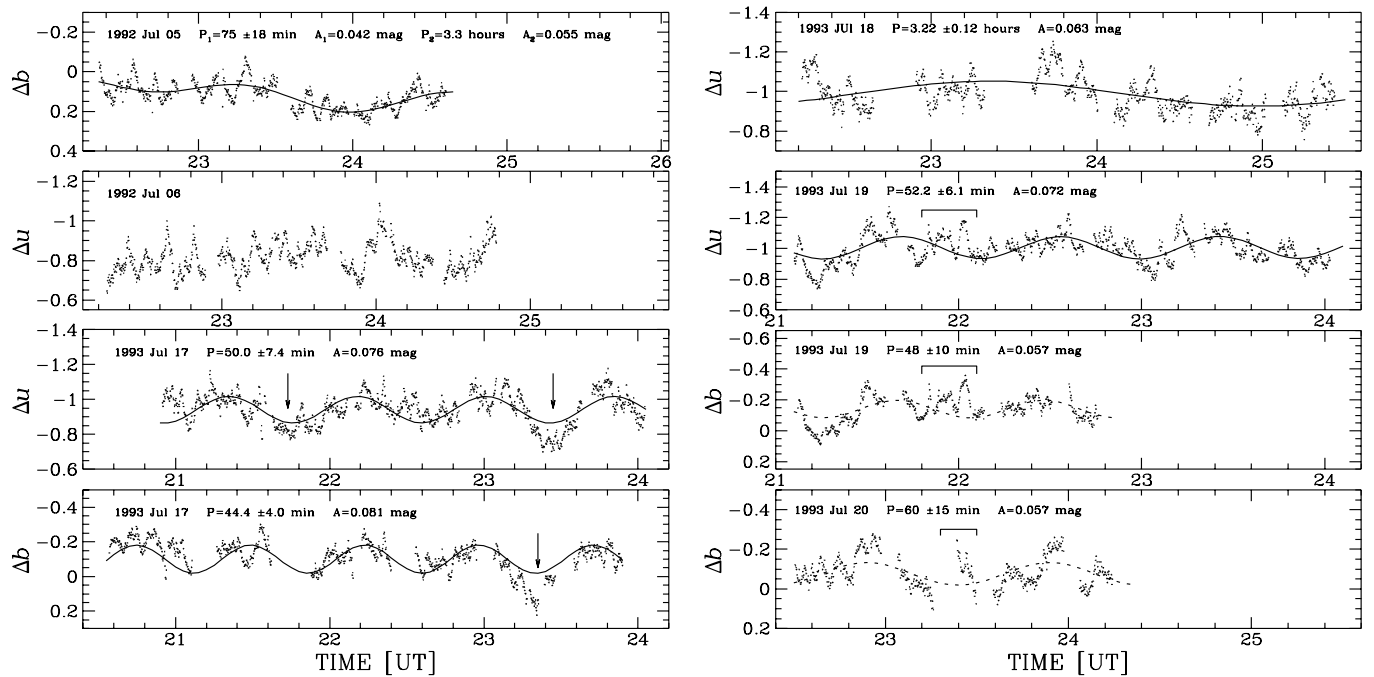 1992 Jul 05 P₁=75 ±18 min A₁=0.042 mag P₂=3.3 hours A₂=0.055 mag
Δb
−0.2
0
0.2
0.4
23 24 25 26
1992 Jul 06
Δu
−1.2
−1
−0.8
−0.6
23 24 25
1993 Jul 17 P=50.0 ±7.4 min A=0.076 mag
Δu
−1.4
−1.2
−1
−0.8
−0.6
21 22 23 24
1993 Jul 17 P=44.4 ±4.0 min A=0.081 mag
Δb
−0.4
−0.2
0
0.2
21 22 23 24
TIME [UT]
1993 JUl 18 P=3.22 ±0.12 hours A=0.063 mag
Δu
−1.4
−1.2
−1
−0.8
23 24 25
1993 Jul 19 P=52.2 ±6.1 min A=0.072 mag
Δu
−1.4
−1.2
−1
−0.8
−0.6
21 22 23 24
1993 Jul 19 P=48 ±10 min A=0.057 mag
Δb
−0.6
−0.4
−0.2
0
0.2
21 22 23 24
1993 Jul 20 P=60 ±15 min A=0.057 mag
Δb
−0.4
−0.2
0
0.2
23 24 25
TIME [UT]